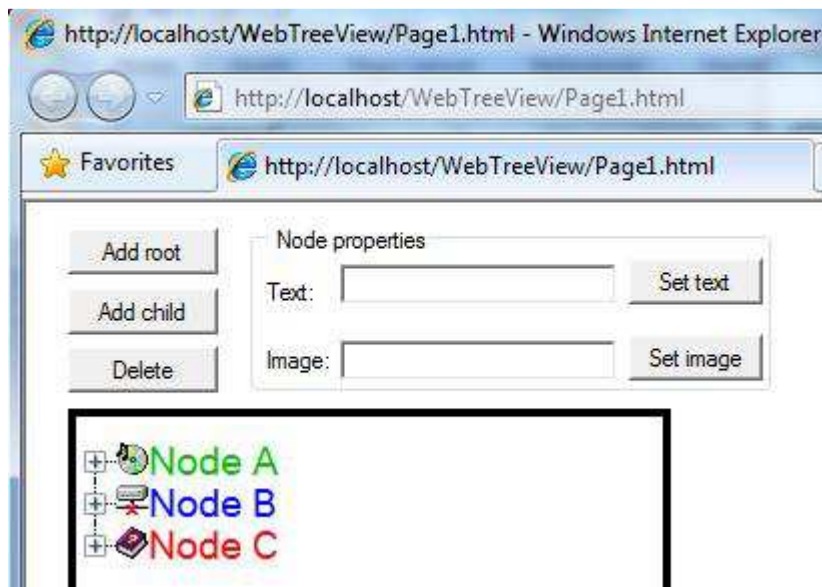 http://localhost/WebTreeView/Page1.html - Windows Internet Explorer
http://localhost/WebTreeView/Page1.html
Favorites
http://localhost/WebTreeView/Page1.html
Add root
Node properties
Text:
Set text
Add child
Image:
Set image
Delete
Node A
Node B
Node C